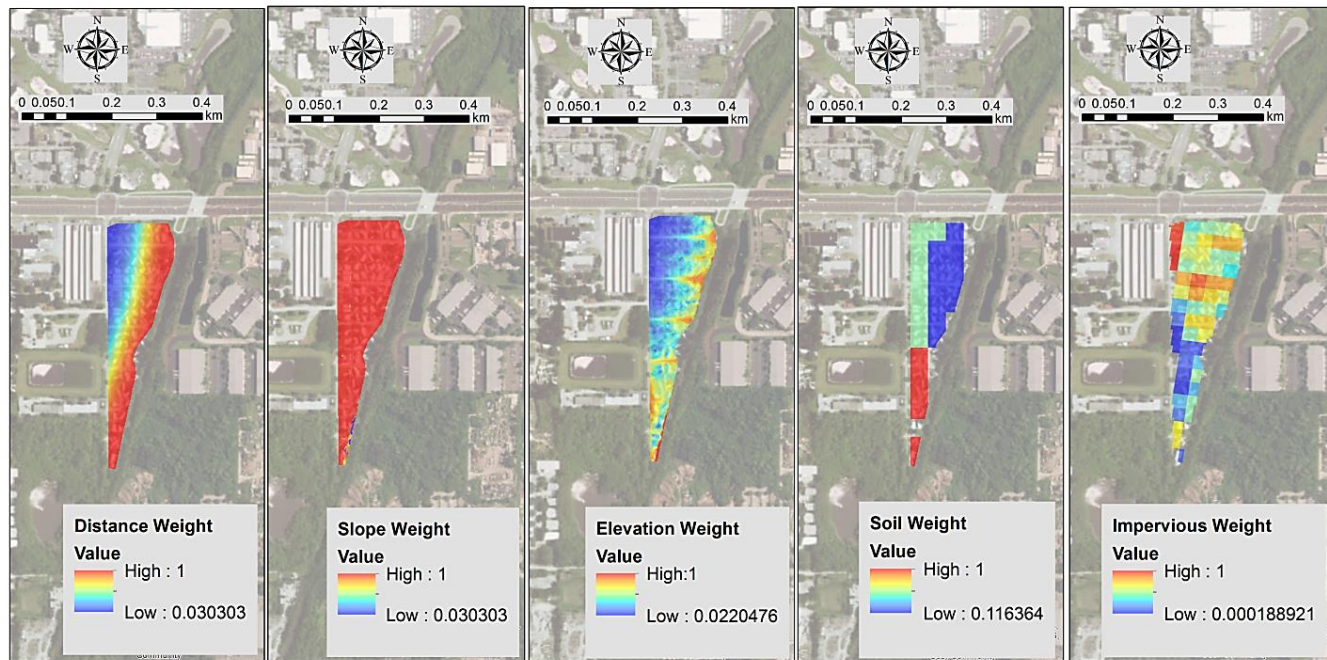 N
W E
S
0 0.050.1 0.2 0.3 0.4
km
Distance Weight
Value
High : 1
Low : 0.030303
N
W E
S
0 0.050.1 0.2 0.3 0.4
km
Slope Weight
Value
High : 1
Low : 0.030303
N
W E
S
0 0.050.1 0.2 0.3 0.4
km
Elevation Weight
Value
High:1
Low : 0.0220476
N
W E
S
0 0.050.1 0.2 0.3 0.4
km
Soil Weight
Value
High : 1
Low : 0.116364
N
W E
S
0 0.050.1 0.2 0.3 0.4
km
Impervious Weight
Value
High : 1
Low : 0.000188921